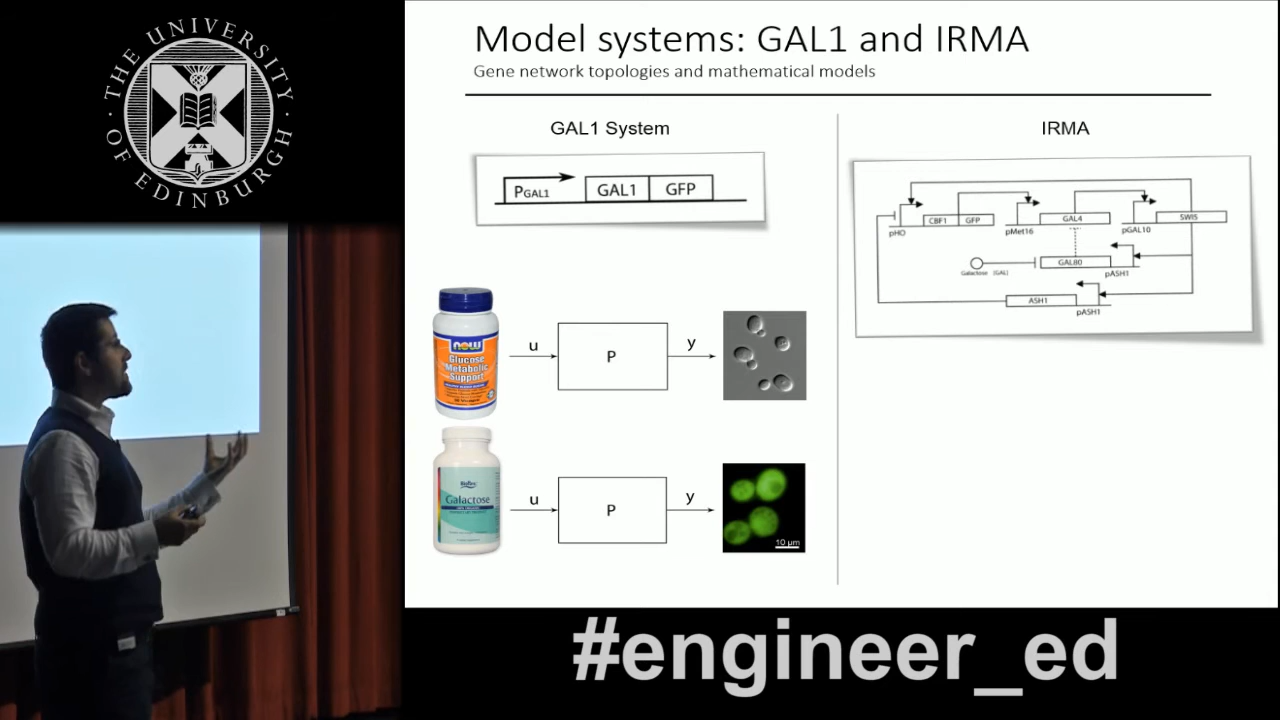 THE UNIVERSITY
OF EDINBURGH
Model systems: GAL1 and IRMA
Gene network topologies and mathematical models
GAL1 System
PGAL1
GAL1
GFP
NOW
Glucose
Metabolic
Support
u
P
y
Galactose
u
P
y
10 µm
IRMA
pHO
CBF1
GFP
pMet16
GAL4
pGAL10
SWI5
Galactose (GAL)
GAL80
pASH1
ASH1
pASH1
#engineer_ed